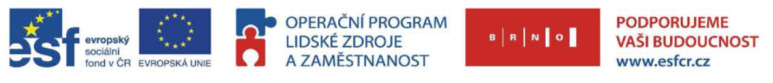 esf
evropský
sociální
fond v ČR
EVROPSKÁ UNIE
OPERAČNÍ PROGRAM
LIDSKÉ ZDROJE
A ZAMĚSTNANOST
B | R | N | O
PODPORUJEME
VAŠI BUDOUCNOST
www.esfcr.cz